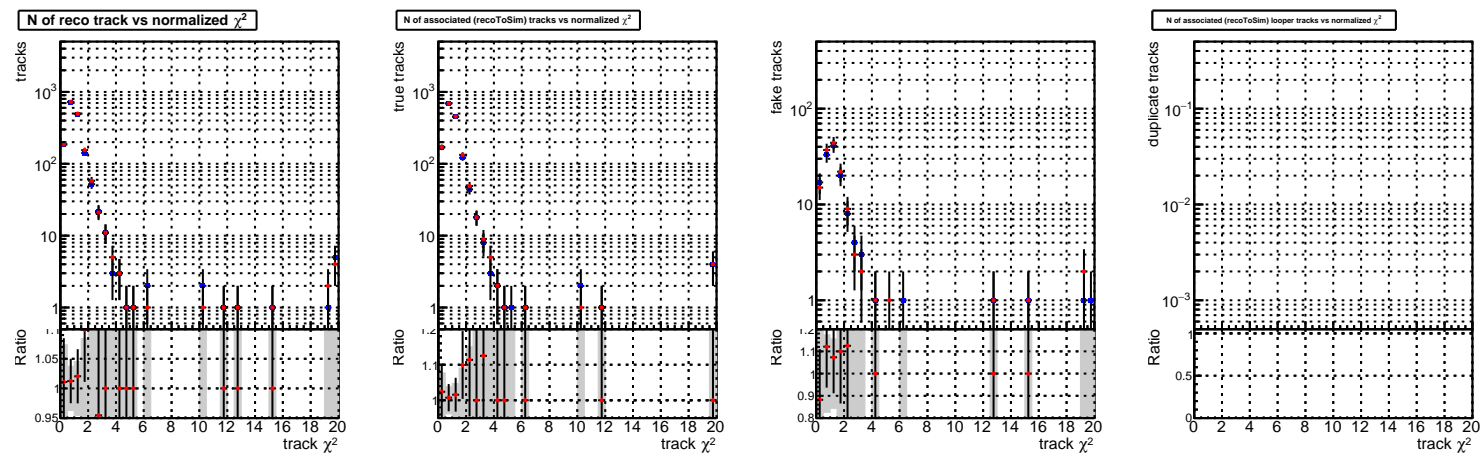 N of reco track vs normalized χ²
tracks
10³
10²
10
1
Ratio
1.1
1.05
1
0.95
0 2 4 6 8 10 12 14 16 18 20
track χ²
N of associated (recoToSim) tracks vs normalized χ²
true tracks
10³
10²
10
1
Ratio
1.2
1.1
1
0 2 4 6 8 10 12 14 16 18 20
track χ²
fake tracks
10²
10
1
Ratio
1.2
1.1
1
0.9
0.8
0 2 4 6 8 10 12 14 16 18 20
track χ²
N of associated (recoToSim) looper tracks vs normalized χ²
duplicate tracks
10⁻¹
10⁻²
10⁻³
Ratio
1
0.5
0
0 2 4 6 8 10 12 14 16 18 20
track χ²